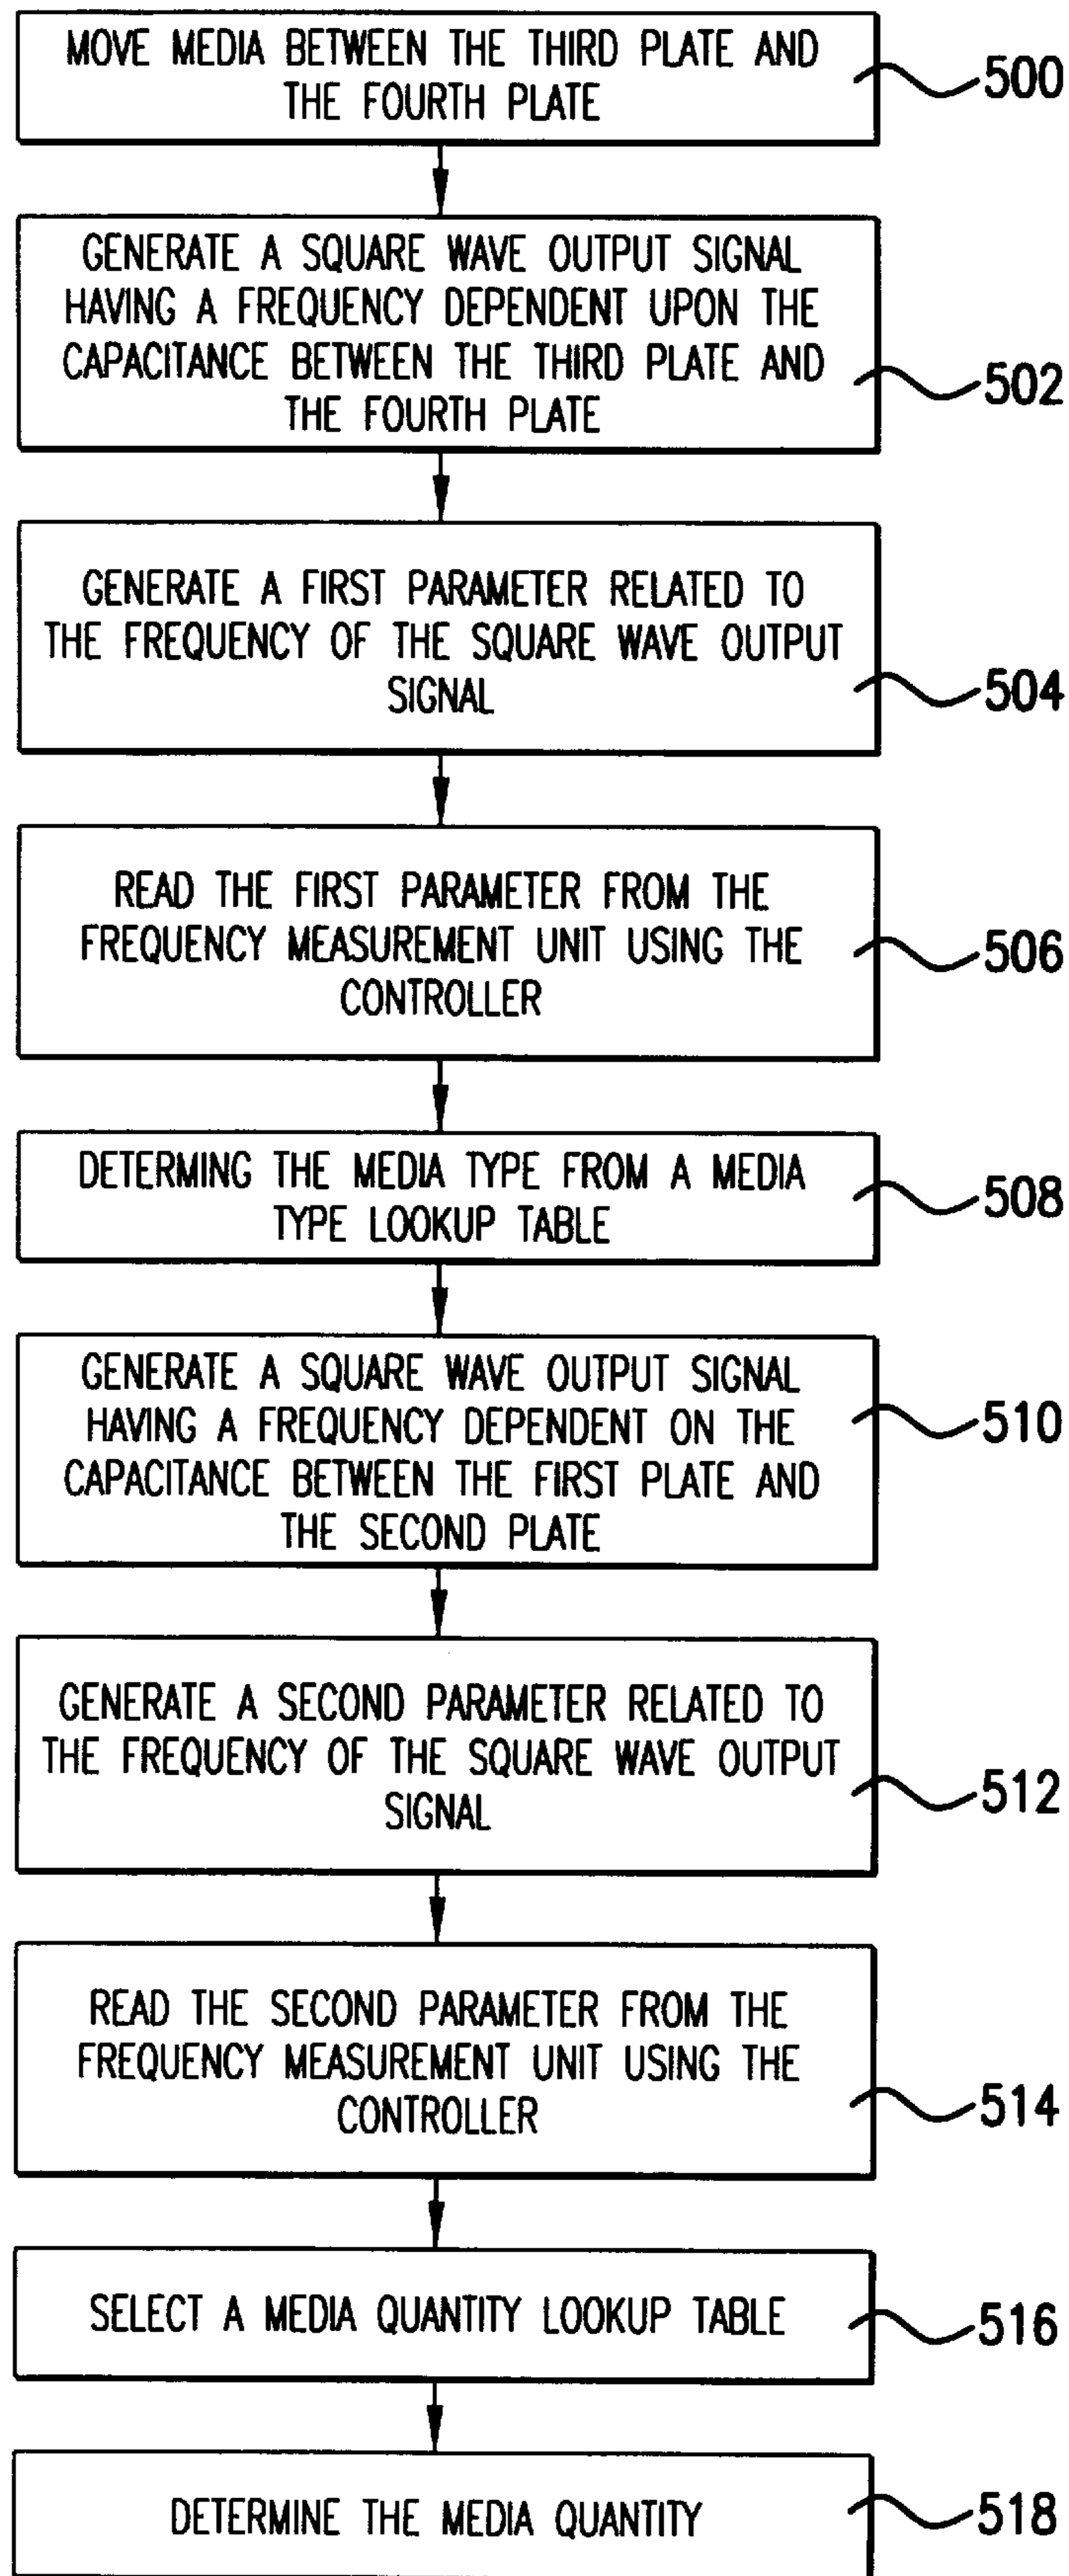 MOVE MEDIA BETWEEN THE THIRD PLATE AND
THE FOURTH PLATE
500
GENERATE A SQUARE WAVE OUTPUT SIGNAL
HAVING A FREQUENCY DEPENDENT UPON THE
CAPACITANCE BETWEEN THE THIRD PLATE AND
THE FOURTH PLATE
502
GENERATE A FIRST PARAMETER RELATED TO
THE FREQUENCY OF THE SQUARE WAVE OUTPUT
SIGNAL
504
READ THE FIRST PARAMETER FROM THE
FREQUENCY MEASUREMENT UNIT USING THE
CONTROLLER
506
DETERMING THE MEDIA TYPE FROM A MEDIA
TYPE LOOKUP TABLE
508
GENERATE A SQUARE WAVE OUTPUT SIGNAL
HAVING A FREQUENCY DEPENDENT ON THE
CAPACITANCE BETWEEN THE FIRST PLATE AND
THE SECOND PLATE
510
GENERATE A SECOND PARAMETER RELATED TO
THE FREQUENCY OF THE SQUARE WAVE OUTPUT
SIGNAL
512
READ THE SECOND PARAMETER FROM THE
FREQUENCY MEASUREMENT UNIT USING THE
CONTROLLER
514
SELECT A MEDIA QUANTITY LOOKUP TABLE
516
DETERMINE THE MEDIA QUANTITY
518